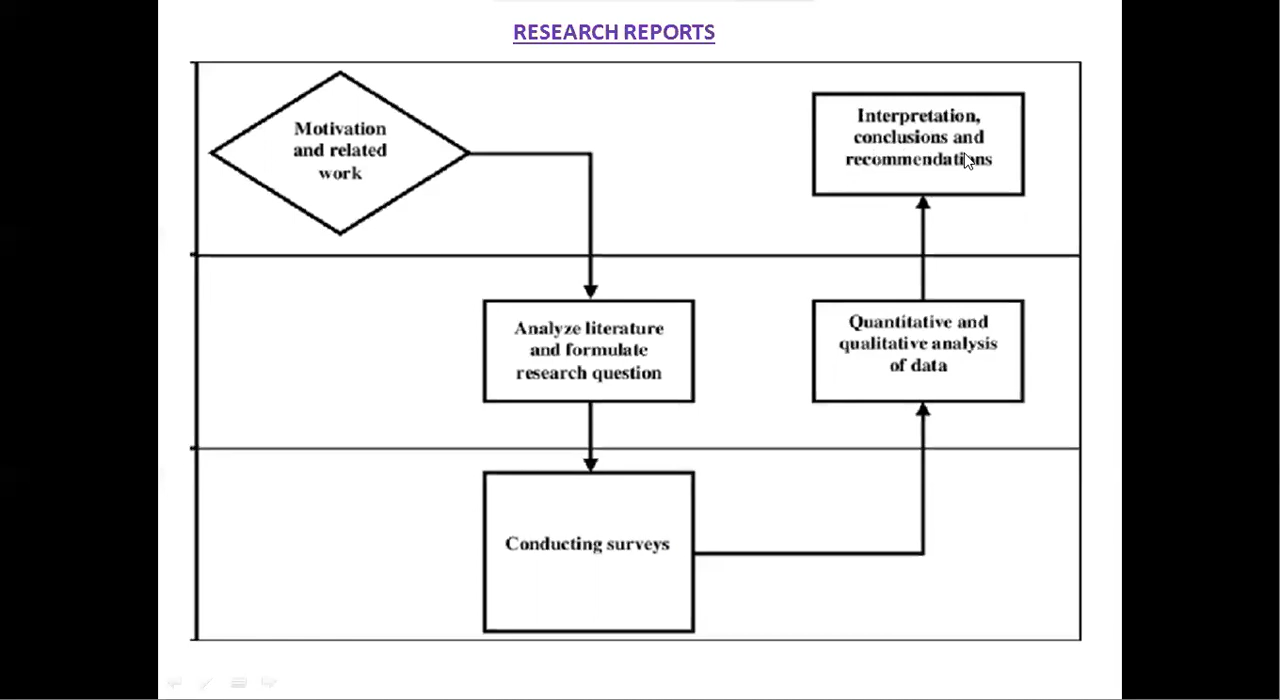 RESEARCH REPORTS
Motivation
and related
work
Interpretation,
conclusions and
recommendations
Analyze literature
and formulate
research question
Quantitative and
qualitative analysis
of data
Conducting surveys